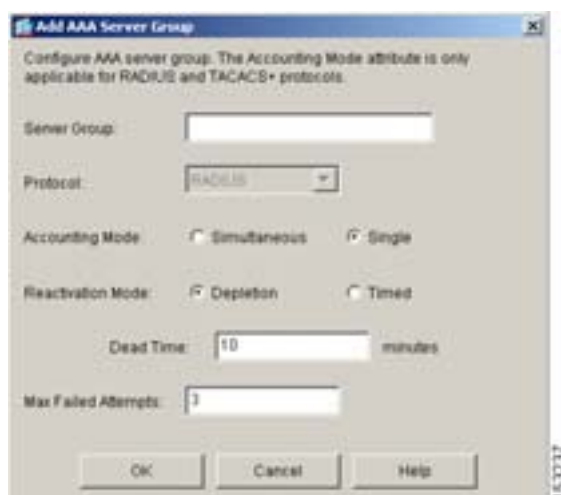 Add AAA Server Group
Configure AAA server group. The Accounting Mode attribute is only
applicable for RADIUS and TACACS+ protocols.
Server Group:
Protocol: RADIUS
Accounting Mode: Simultaneous Single
Reactivation Mode: Depletion Timed
Dead Time: 10 minutes
Max Failed Attempts: 3
OK Cancel Help